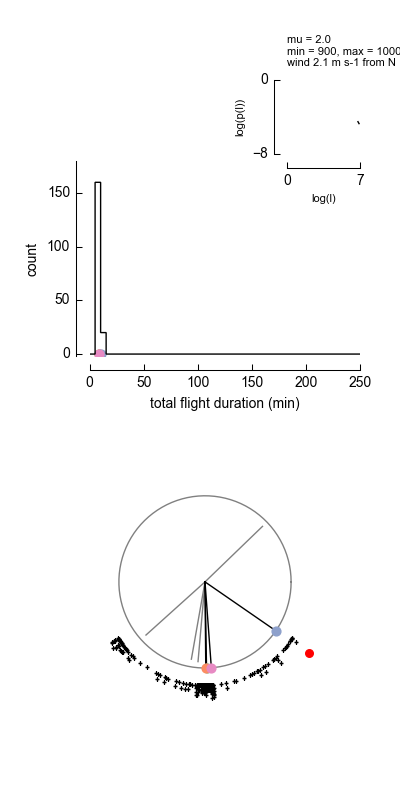 mu = 2.0
min = 900, max = 1000
wind 2.1 m s-1 from N
0
log(p(l))
−8
0 7
log(l)
150
count
100
50
0
0 50 100 150 200 250
total flight duration (min)